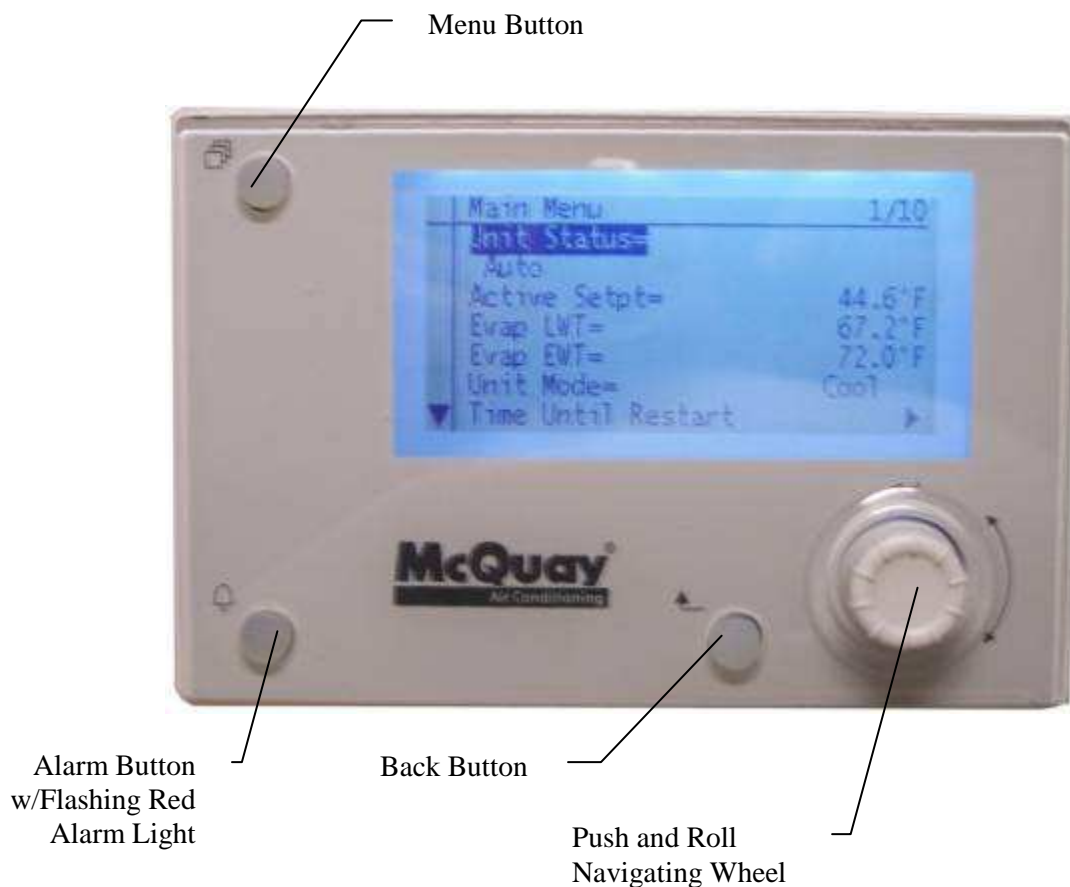 Menu Button
Main Menu 1/10
Unit Status=
Auto
Active Setpt= 44.6°F
Evap LWT= 67.2°F
Evap EWT= 72.0°F
Unit Mode= Cool
Time Until Restart
McQuay®
Air Conditioning
Alarm Button
w/Flashing Red
Alarm Light
Back Button
Push and Roll
Navigating Wheel